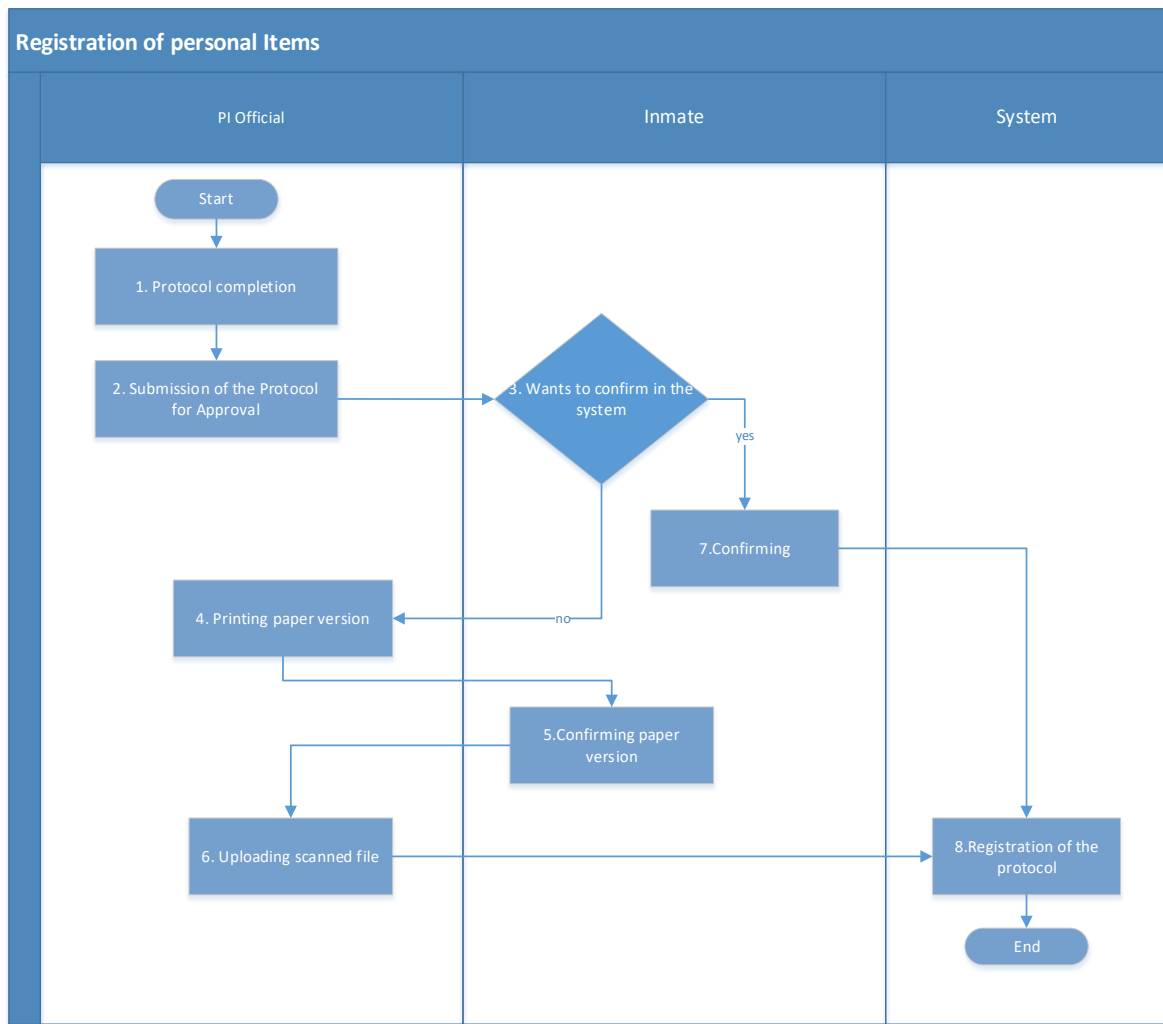 Registration of personal Items
PI Official
Inmate
System
Start
1. Protocol completion
2. Submission of the Protocol
for Approval
3. Wants to confirm in the
system
yes
7.Confirming
4. Printing paper version
no
5.Confirming paper
version
6. Uploading scanned file
8.Registration of the
protocol
End